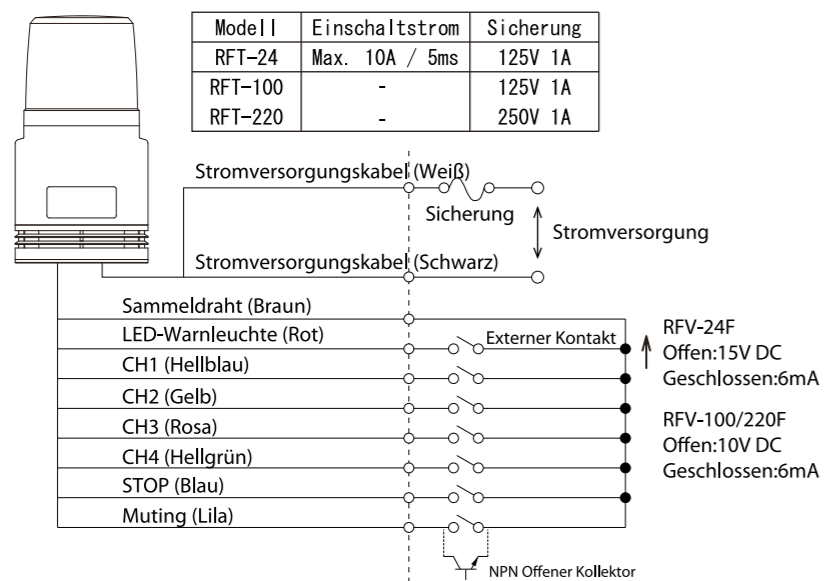 Modell Einschaltstrom Sicherung
RFT-24 Max. 10A / 5ms 125V 1A
RFT-100 - 125V 1A
RFT-220 - 250V 1A
Stromversorgungskabel (Weiß)
Sicherung
Stromversorgung
Stromversorgungskabel (Schwarz)
Sammeldraht (Braun)
LED-Warnleuchte (Rot)
Externer Kontakt
CH1 (Hellblau)
CH2 (Gelb)
CH3 (Rosa)
CH4 (Hellgrün)
STOP (Blau)
Muting (Lila)
RFV-24F
Offen:15V DC
Geschlossen:6mA
RFV-100/220F
Offen:10V DC
Geschlossen:6mA
NPN Offener Kollektor